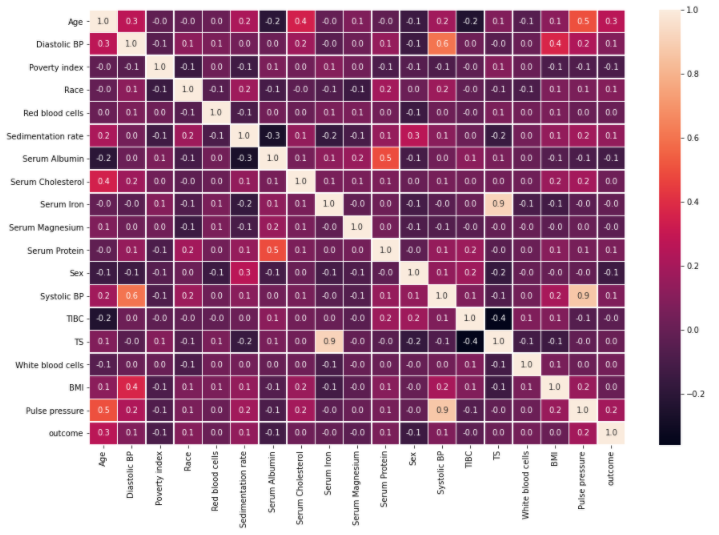 Age 1.0 0.3 -0.0 -0.0 0.0 0.2 -0.2 0.4 -0.0 0.1 -0.0 -0.1 0.2 -0.2 0.1 -0.1 0.1 0.5 0.3
Diastolic BP 0.3 1.0 -0.1 0.1 0.1 0.0 0.0 0.2 -0.0 0.0 0.1 -0.1 0.6 0.0 -0.0 0.0 0.4 0.2 0.1
Poverty index -0.0 -0.1 1.0 -0.1 0.0 -0.1 0.1 0.0 0.1 0.0 -0.1 -0.1 -0.1 -0.1 0.1 0.0 -0.1 -0.1 -0.1
Race -0.0 0.1 -0.1 1.0 -0.1 0.2 -0.1 -0.0 -0.1 -0.1 0.2 0.0 0.2 -0.0 -0.1 -0.1 0.1 0.1 0.0
Red blood cells 0.0 0.1 0.0 -0.1 1.0 -0.1 0.0 0.0 0.1 0.0 0.0 -0.1 0.0 -0.0 0.1 0.0 0.1 0.0 0.0
Sedimentation rate 0.2 0.0 -0.1 0.2 -0.1 1.0 -0.3 0.2 -0.2 -0.1 0.1 0.3 0.1 0.0 -0.2 0.0 0.1 0.2 0.1
Serum Albumin -0.2 0.0 0.1 -0.1 0.0 -0.3 1.0 0.1 0.1 0.2 0.5 -0.1 -0.0 0.1 0.1 0.0 -0.1 -0.1 -0.1
Serum Cholesterol 0.4 0.2 0.0 -0.0 0.0 0.2 0.1 1.0 0.1 0.1 0.1 0.0 0.1 0.0 0.0 0.0 0.2 0.2 0.1
Serum Iron -0.0 -0.0 0.1 -0.1 0.1 -0.2 0.1 0.1 1.0 0.0 0.0 -0.1 -0.0 0.0 0.9 -0.1 -0.1 -0.0 -0.0
Serum Magnesium 0.1 0.0 0.0 -0.1 0.0 -0.1 0.2 0.1 0.0 1.0 0.0 -0.0 0.0 -0.0 0.0 0.0 -0.0 0.0 -0.0
Serum Protein -0.0 0.1 -0.1 0.2 0.0 0.1 0.5 0.1 0.0 0.0 1.0 -0.0 0.1 0.2 -0.0 0.0 0.0 0.1 0.0
Sex -0.1 -0.1 -0.1 0.0 -0.1 0.3 -0.1 0.0 -0.1 -0.0 -0.0 1.0 0.1 0.2 -0.2 -0.0 -0.0 -0.0 -0.1
Systolic BP 0.2 0.6 -0.1 0.2 0.0 0.1 -0.0 0.1 -0.0 0.0 0.1 0.1 1.0 0.1 -0.1 0.0 0.2 0.9 0.1
TIBC -0.2 0.0 -0.1 -0.0 -0.0 0.0 0.1 0.0 0.0 -0.0 0.2 0.2 0.1 1.0 -0.4 0.1 0.1 -0.1 -0.0
TS 0.1 -0.0 0.1 -0.1 0.1 -0.2 0.1 0.0 0.9 0.0 -0.0 -0.2 -0.1 -0.4 1.0 -0.1 -0.1 0.0 0.0
White blood cells -0.1 0.0 0.0 -0.1 0.0 0.0 0.0 0.0 -0.1 0.0 0.0 -0.0 0.0 0.1 -0.1 1.0 0.1 0.0 0.0
BMI 0.1 0.4 -0.1 0.1 0.1 0.1 -0.1 0.2 -0.1 -0.0 0.0 -0.0 0.2 0.1 -0.1 0.1 1.0 0.2 0.0
Pulse pressure 0.5 0.2 -0.1 0.1 0.0 0.2 -0.1 0.2 -0.0 0.0 0.1 -0.0 0.9 -0.1 0.0 0.0 0.2 1.0 0.2
outcome 0.3 0.1 -0.1 0.0 0.0 0.1 -0.1 0.1 -0.0 -0.0 0.0 -0.1 0.1 -0.0 0.0 0.0 0.0 0.2 1.0
Age
Diastolic BP
Poverty index
Race
Red blood cells
Sedimentation rate
Serum Albumin
Serum Cholesterol
Serum Iron
Serum Magnesium
Serum Protein
Sex
Systolic BP
TIBC
TS
White blood cells
BMI
Pulse pressure
outcome
1.0
0.8
0.6
0.4
0.2
0.0
-0.2